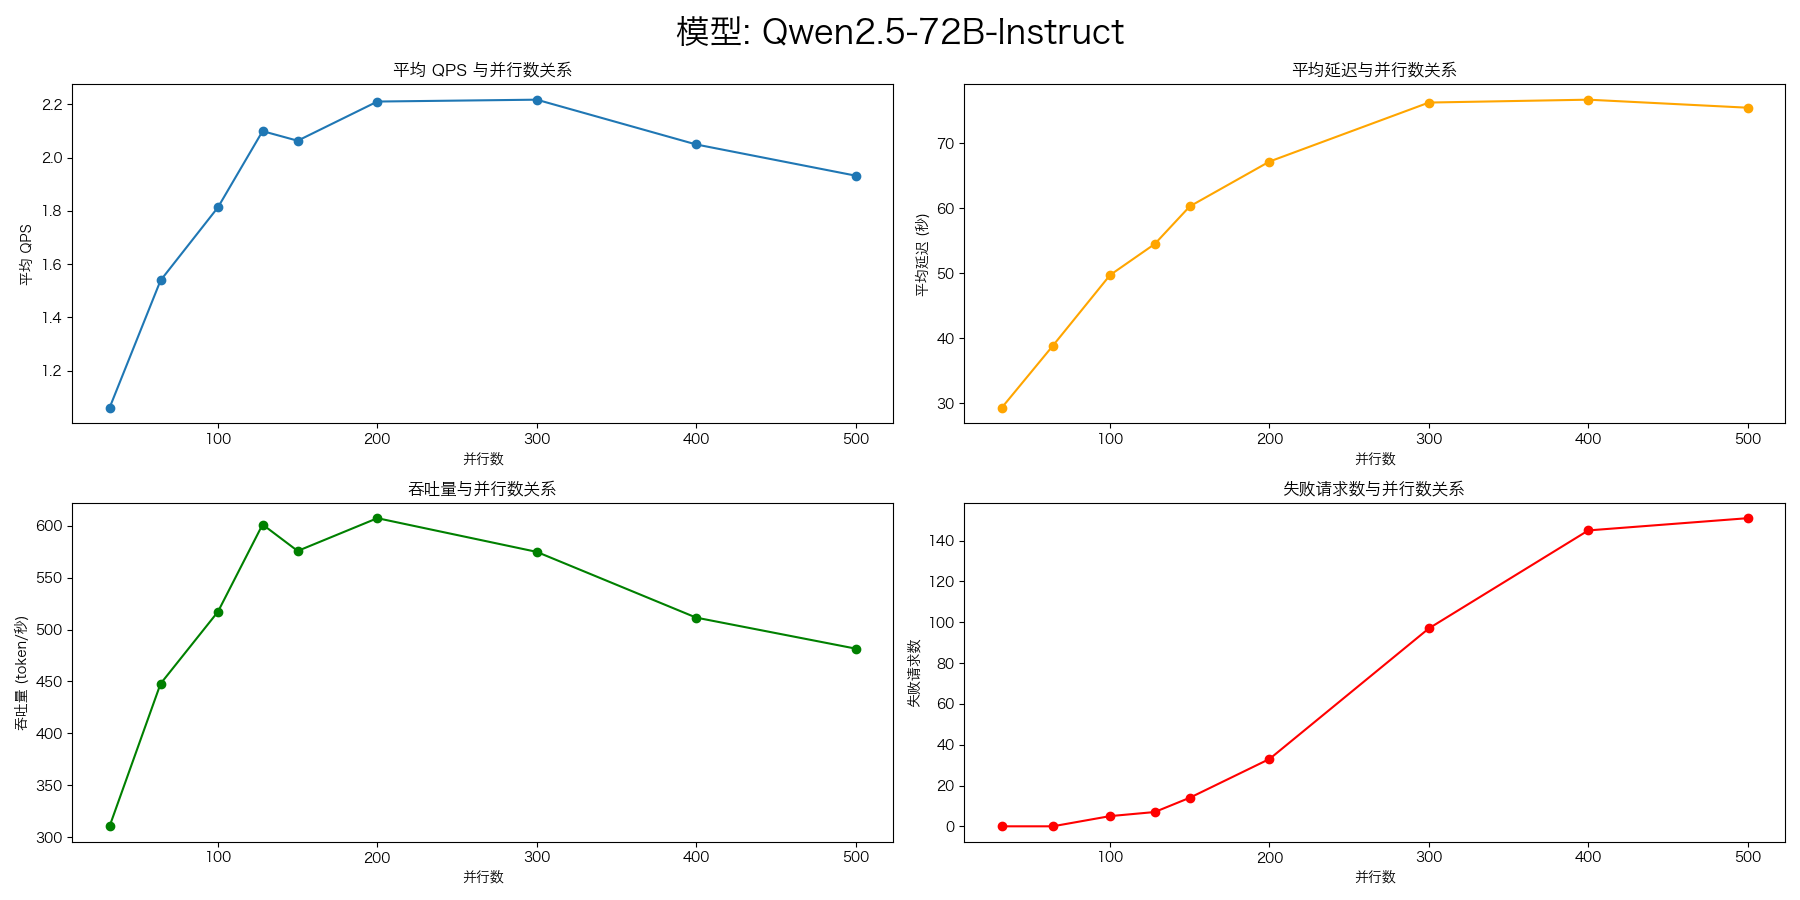 模型: Qwen2.5-72B-Instruct
平均 QPS 与并行数关系
平均 QPS
2.2
2.0
1.8
1.6
1.4
1.2
100 200 300 400 500
并行数
平均延迟与并行数关系
平均延迟 (秒)
70
60
50
40
30
100 200 300 400 500
并行数
吞吐量与并行数关系
吞吐量 (token/秒)
600
550
500
450
400
350
300
100 200 300 400 500
并行数
失败请求数与并行数关系
失败请求数
140
120
100
80
60
40
20
0
100 200 300 400 500
并行数